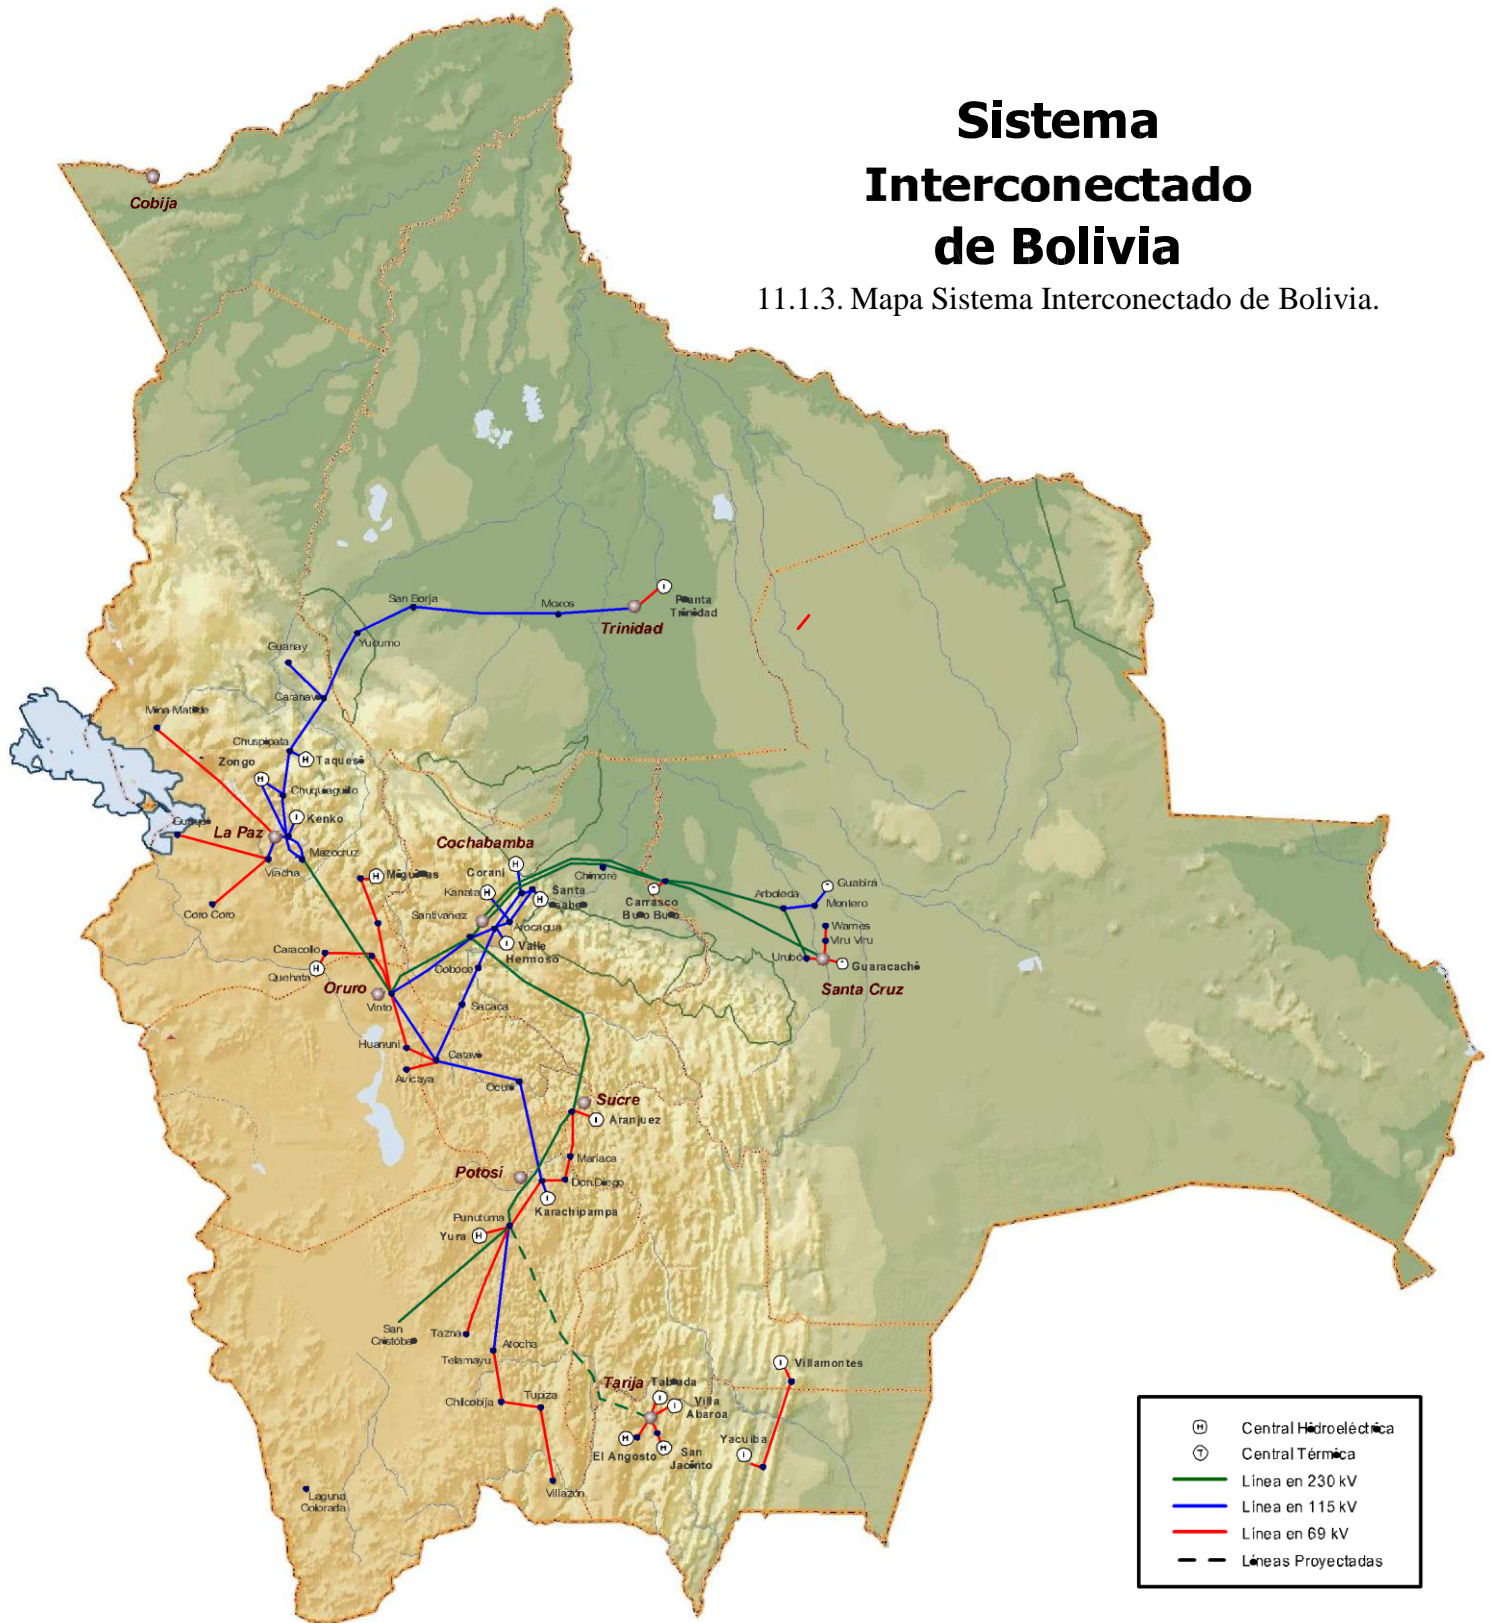 Sistema
Interconectado
de Bolivia
11.1.3. Mapa Sistema Interconectado de Bolivia.
Cobija
San Borja
Moxos
Planta
Trinidad
Trinidad
Yucumo
Guanay
Caranavi
Mina Matilde
Chuspipata
Zongo
Taquesi
Chuquiaguillo
Kenko
La Paz
Mazocruz
Viacha
Cochabamba
Corani
Miguillas
Kanata
Santa
Isabel
Chimoré
Carrasco
Bulo Bulo
Arboleda
Guabirá
Montero
Coro Coro
Santivañez
Arocagua
Valle
Hermoso
Warnes
Viru Viru
Urubó
Guaracachi
Santa Cruz
Caracollo
Quehata
Coboce
Oruro
Vinto
Sacaca
Huanuni
Catavi
Avicaya
Ocurí
Sucre
Aranjuez
Mariaca
Potosí
Don Diego
Karachipampa
Punutuma
Yura
San
Cristóbal
Tazna
Atocha
Telamayu
Villamontes
Tarija
Tablada
Villa
Abaroa
Chilcobija
Tupiza
Yacuiba
El Angosto
San
Jacinto
Villazón
Laguna
Colorada
H Central Hidroeléctrica
T Central Térmica
Línea en 230 kV
Línea en 115 kV
Línea en 69 kV
Líneas Proyectadas